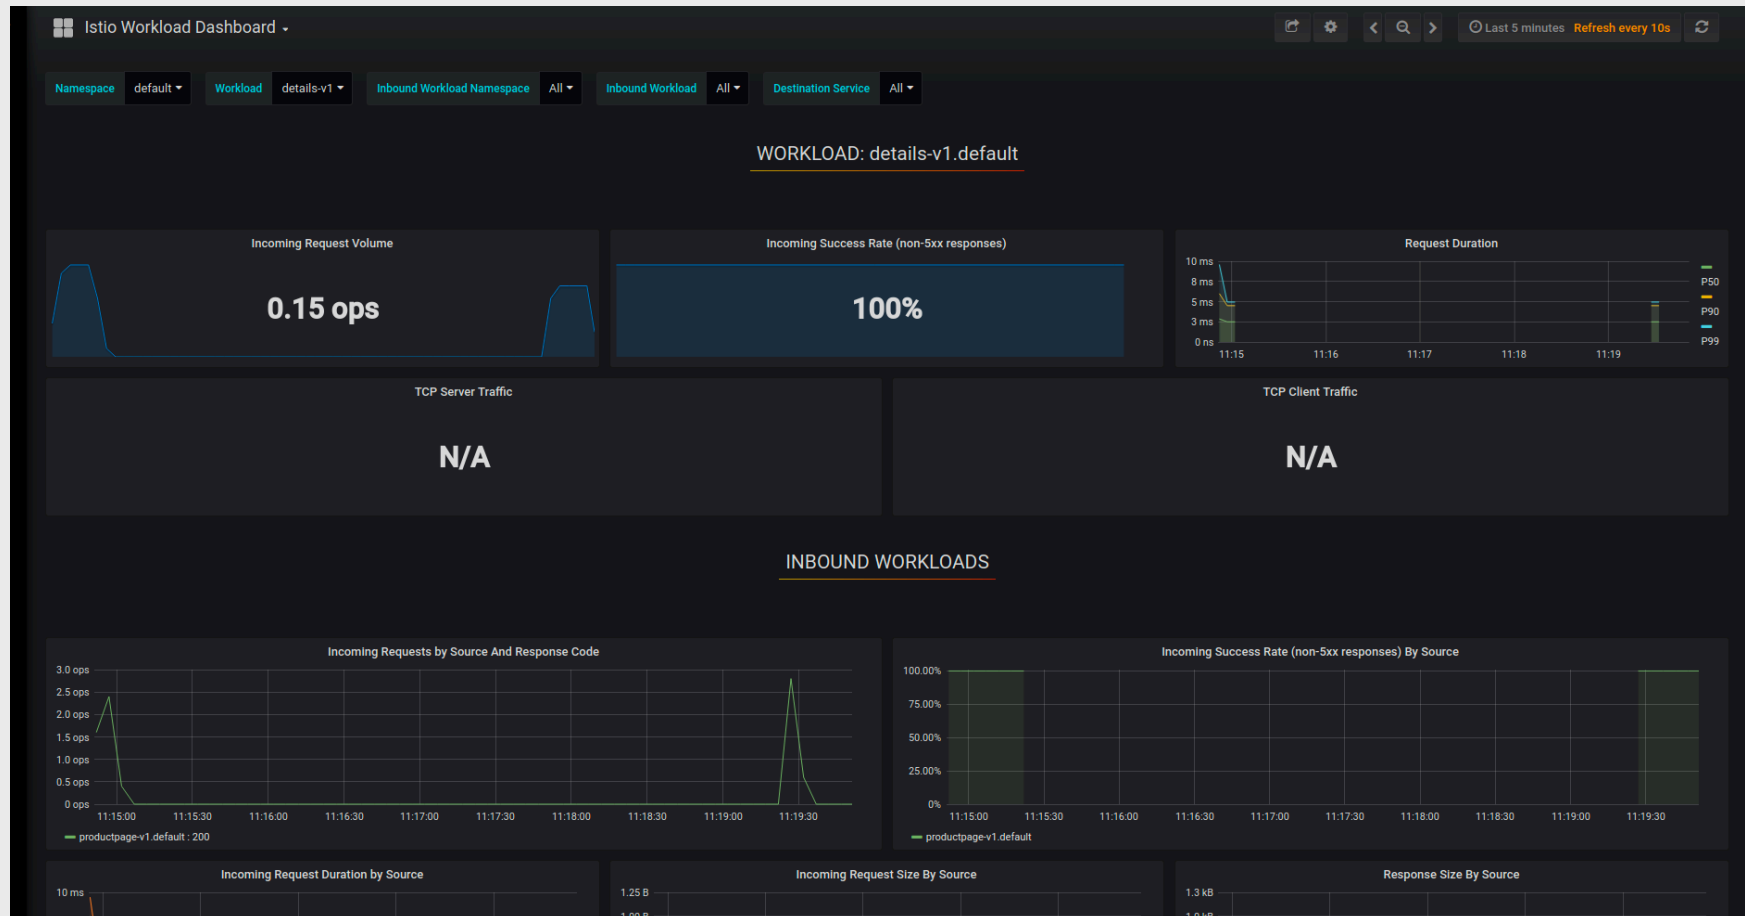 Istio Workload Dashboard
Last 5 minutes Refresh every 10s
Namespace default Workload details-v1 Inbound Workload Namespace All Inbound Workload All Destination Service All
WORKLOAD: details-v1.default
Incoming Request Volume
0.15 ops
Incoming Success Rate (non-5xx responses)
100%
Request Duration
10 ms
8 ms
5 ms
3 ms
0 ns
11:15 11:16 11:17 11:18 11:19
P50
P90
P99
TCP Server Traffic
N/A
TCP Client Traffic
N/A
INBOUND WORKLOADS
Incoming Requests by Source And Response Code
3.0 ops
2.5 ops
2.0 ops
1.5 ops
1.0 ops
0.5 ops
0 ops
11:15:00 11:15:30 11:16:00 11:16:30 11:17:00 11:17:30 11:18:00 11:18:30 11:19:00 11:19:30
productpage-v1.default : 200
Incoming Success Rate (non-5xx responses) By Source
100.00%
75.00%
50.00%
25.00%
0%
11:15:00 11:15:30 11:16:00 11:16:30 11:17:00 11:17:30 11:18:00 11:18:30 11:19:00 11:19:30
productpage-v1.default
Incoming Request Duration by Source
10 ms
Incoming Request Size By Source
1.25 B
1.00 B
Response Size By Source
1.3 kB